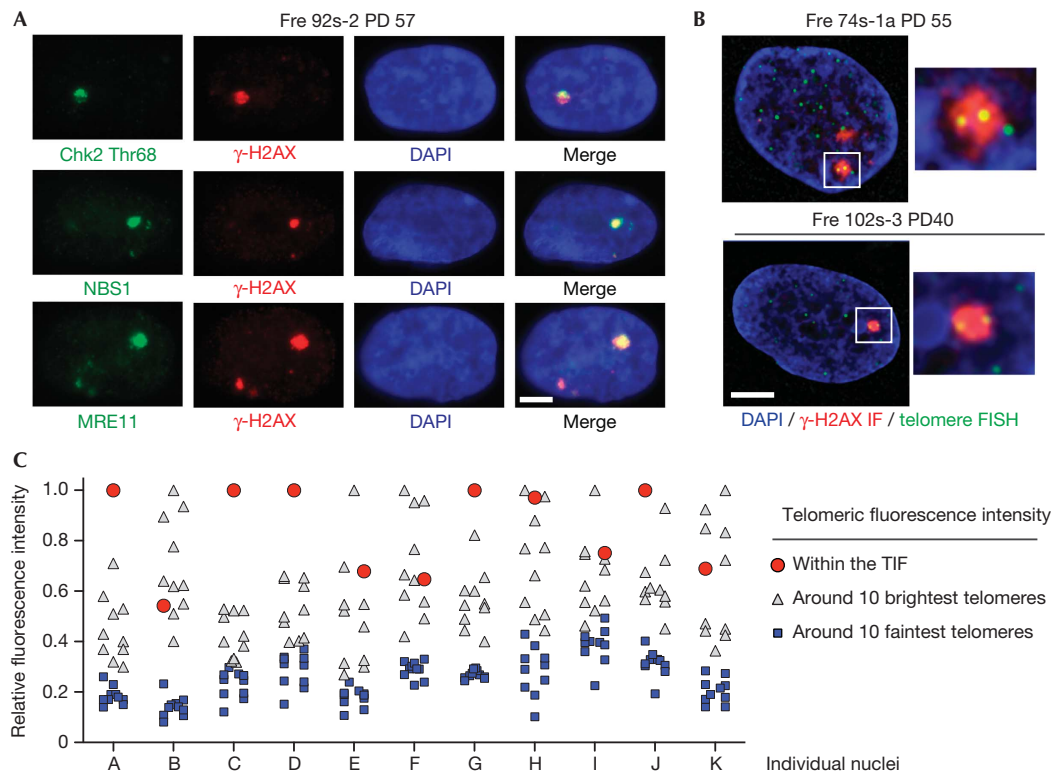 A
Fre 92s-2 PD 57
Chk2 Thr68
γ-H2AX
DAPI
Merge
NBS1
γ-H2AX
DAPI
Merge
MRE11
γ-H2AX
DAPI
Merge
B
Fre 74s-1a PD 55
Fre 102s-3 PD40
DAPI / γ-H2AX IF / telomere FISH
C
Relative fluorescence intensity
1.0
0.8
0.6
0.4
0.2
0
A B C D E F G H I J K
Individual nuclei
Telomeric fluorescence intensity
Within the TIF
Around 10 brightest telomeres
Around 10 faintest telomeres